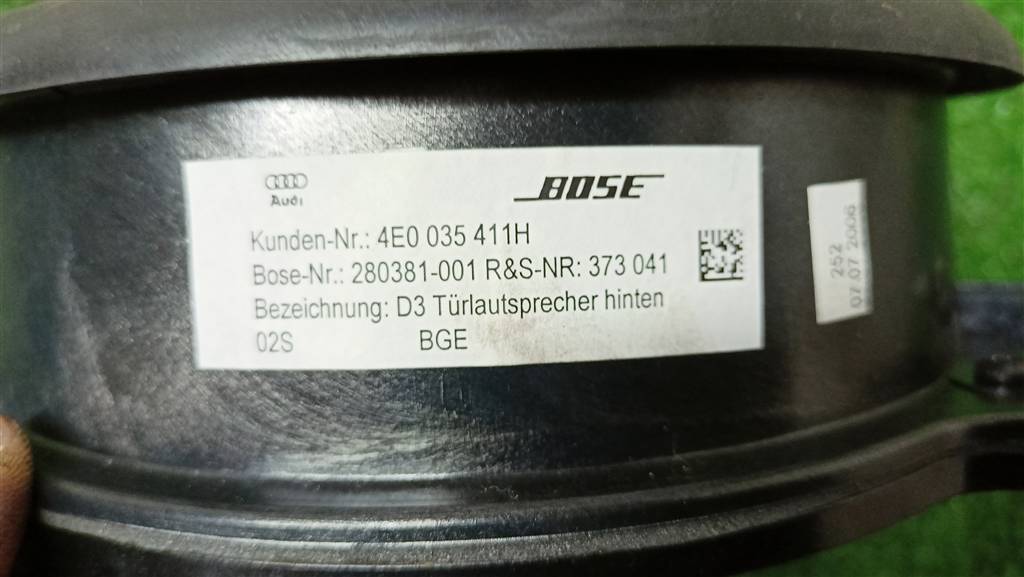 Audi
BOSE
Kunden-Nr.: 4E0 035 411H
Bose-Nr.: 280381-001 R&S-NR: 373 041
Bezeichnung: D3 Türlautsprecher hinten
02S BGE
252
07.07.2006